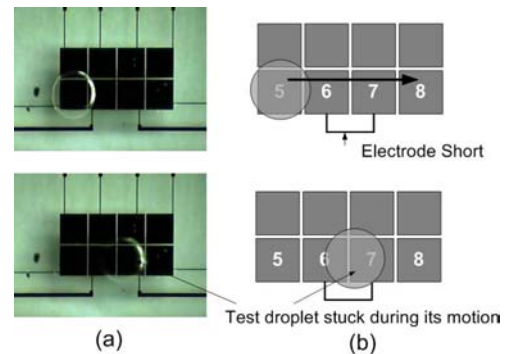 5 6 7 8
Electrode Short
5 6 7 8
Test droplet stuck during its motion
(a) (b)